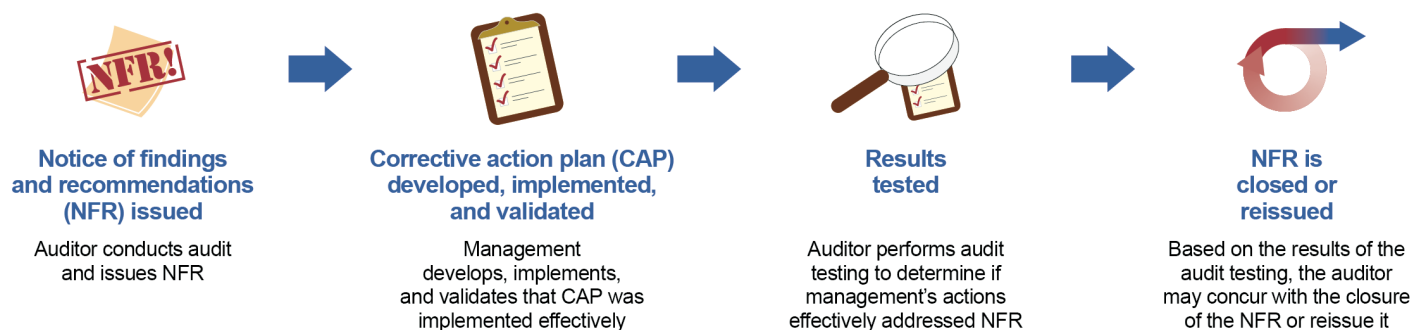 NFR!
Notice of findings
and recommendations
(NFR) issued
Auditor conducts audit
and issues NFR
Corrective action plan (CAP)
developed, implemented,
and validated
Management
develops, implements,
and validates that CAP was
implemented effectively
Results
tested
Auditor performs audit
testing to determine if
management’s actions
effectively addressed NFR
NFR is
closed or
reissued
Based on the results of the
audit testing, the auditor
may concur with the closure
of the NFR or reissue it